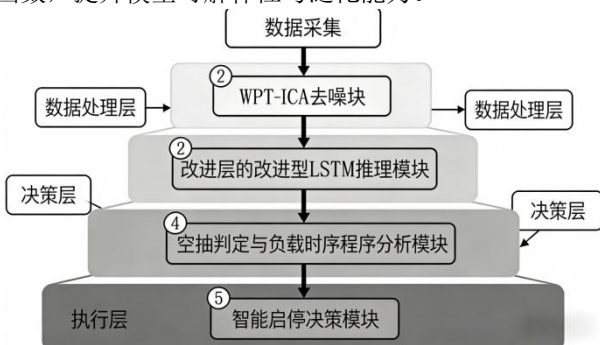 数据采集
②
WPT-ICA去噪块
数据处理层
数据处理层
②
改进层的改进型LSTM推理模块
决策层
决策层
④
空抽判定与负载时序程序分析模块
⑤
执行层
智能启停决策模块